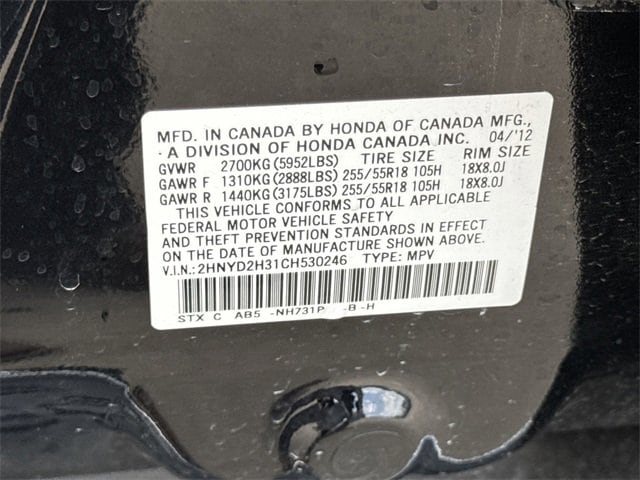 MFD. IN CANADA BY HONDA OF CANADA MFG.,
A DIVISION OF HONDA CANADA INC. 04/'12
GVWR 2700KG(5952LBS) TIRE SIZE RIM SIZE
GAWR F 1310KG(2888LBS) 255/55R18 105H 18X8.0J
GAWR R 1440KG(3175LBS) 255/55R18 105H 18X8.0J
THIS VEHICLE CONFORMS TO ALL APPLICABLE
FEDERAL MOTOR VEHICLE SAFETY
AND THEFT PREVENTION STANDARDS IN EFFECT
ON THE DATE OF MANUFACTURE SHOWN ABOVE.
V.I.N.:2HNYD2H31CH530246 TYPE: MPV
STX C AB5 -NH731P -B -H